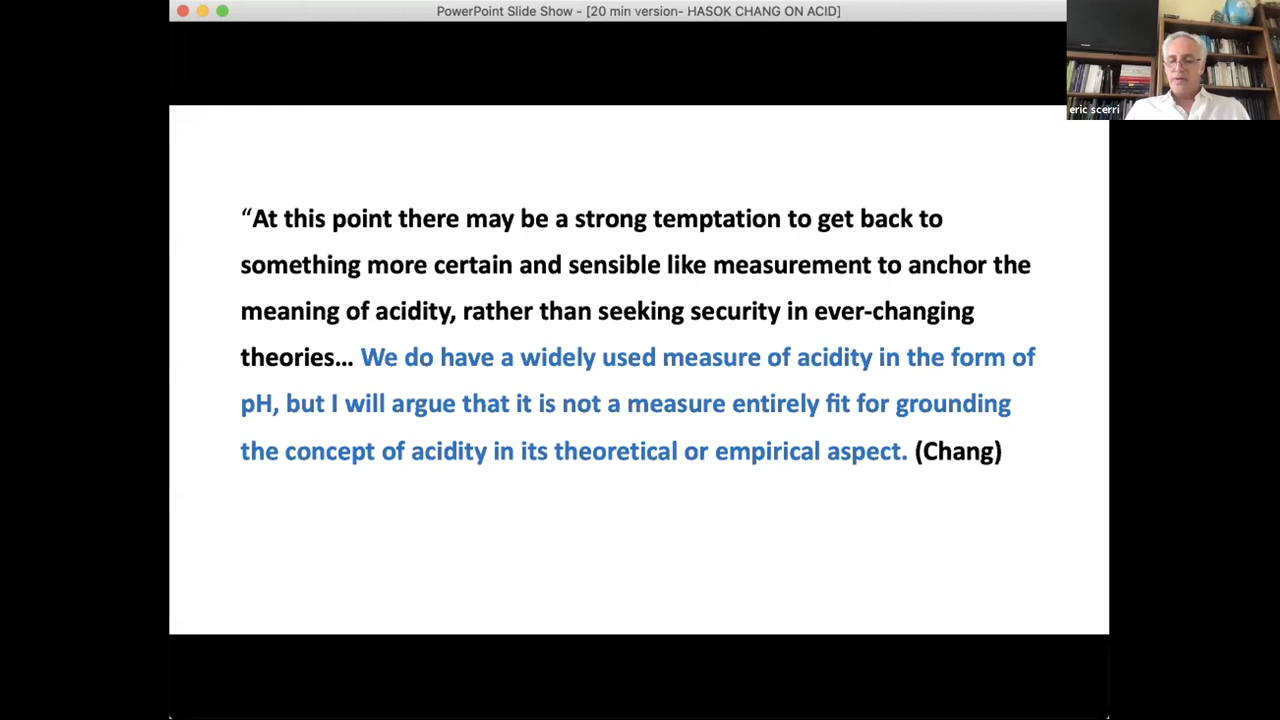 PowerPoint Slide Show - [20 min version- HASOK CHANG ON ACID]
eric scerri
“At this point there may be a strong temptation to get back to
something more certain and sensible like measurement to anchor the
meaning of acidity, rather than seeking security in ever-changing
theories… We do have a widely used measure of acidity in the form of
pH, but I will argue that it is not a measure entirely fit for grounding
the concept of acidity in its theoretical or empirical aspect. (Chang)